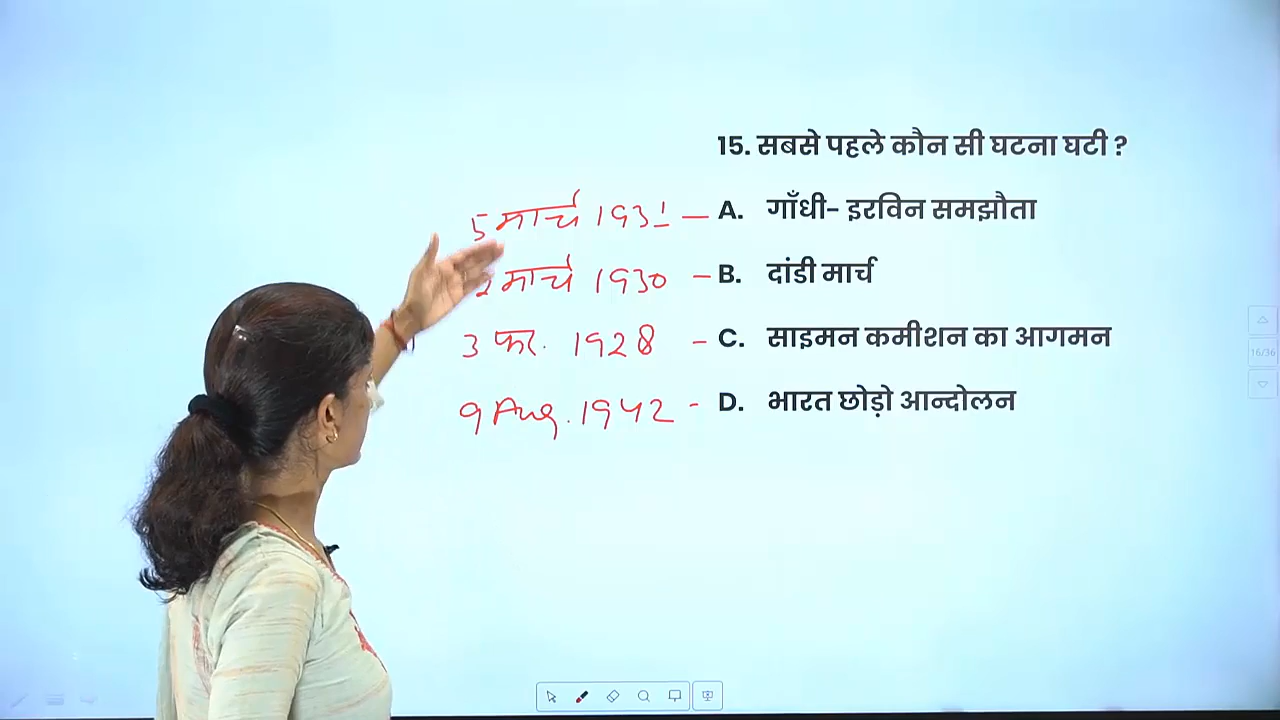 15. सबसे पहले कौन सी घटना घटी ?
5 मार्च 1931 — A. गाँधी- इरविन समझौता
मार्च 1930 – B. दांडी मार्च
3 फर. 1928 – C. साइमन कमीशन का आगमन
9 Aug. 1942 - D. भारत छोड़ो आन्दोलन
16/36